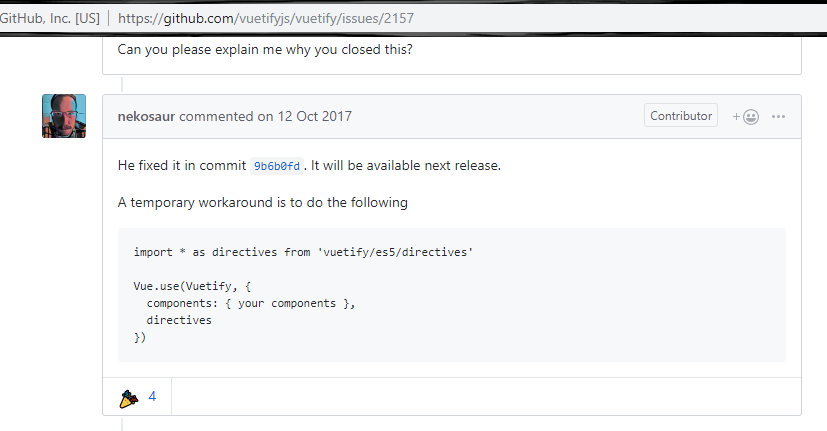 GitHub, Inc. [US] | https://github.com/vuetifyjs/vuetify/issues/2157
Can you please explain me why you closed this?
nekosaur commented on 12 Oct 2017
Contributor
He fixed it in commit 9b6b0fd. It will be available next release.
A temporary workaround is to do the following
import * as directives from 'vuetify/es5/directives'
Vue.use(Vuetify, {
  components: { your components },
  directives
})
4